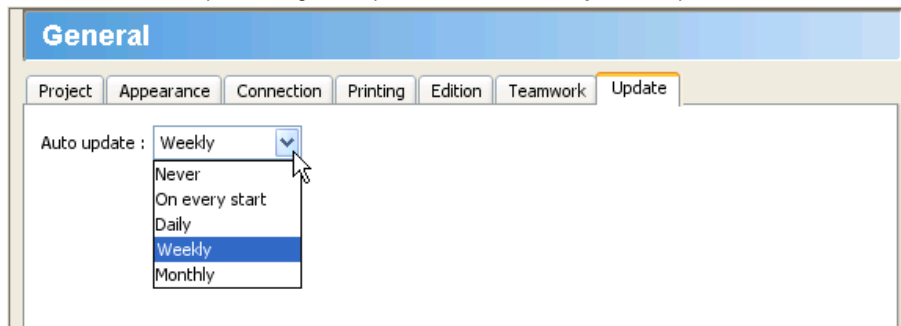 General
Project Appearance Connection Printing Edition Teamwork Update
Auto update : Weekly
Never
On every start
Daily
Weekly
Monthly